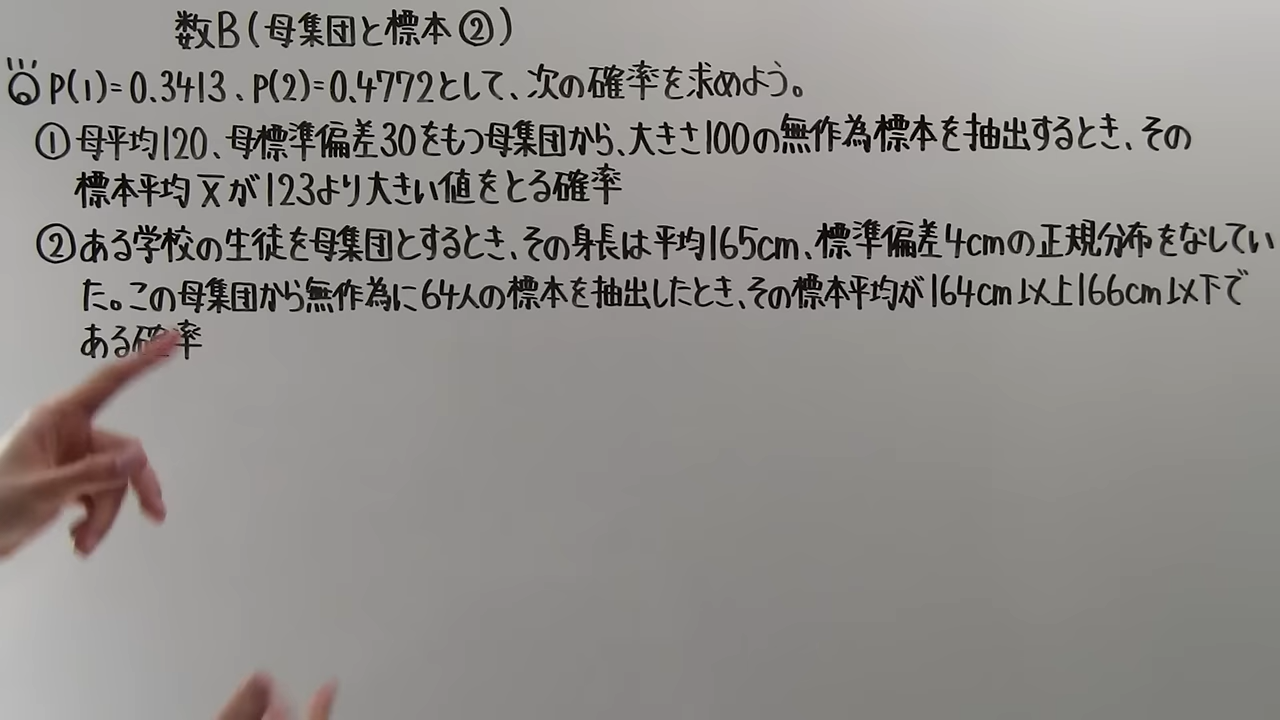 数B(母集団と標本②)
P(1)=0.3413、P(2)=0.4772として、次の確率を求めよう。
①母平均120、母標準偏差30をもつ母集団から、大きさ100の無作為標本を抽出するとき、その
標本平均X̄が123より大きい値をとる確率
②ある学校の生徒を母集団とするとき、その身長は平均165cm、標準偏差4cmの正規分布をなしてい
た。この母集団から無作為に64人の標本を抽出したとき、その標本平均が164cm以上166cm以下で
ある確率